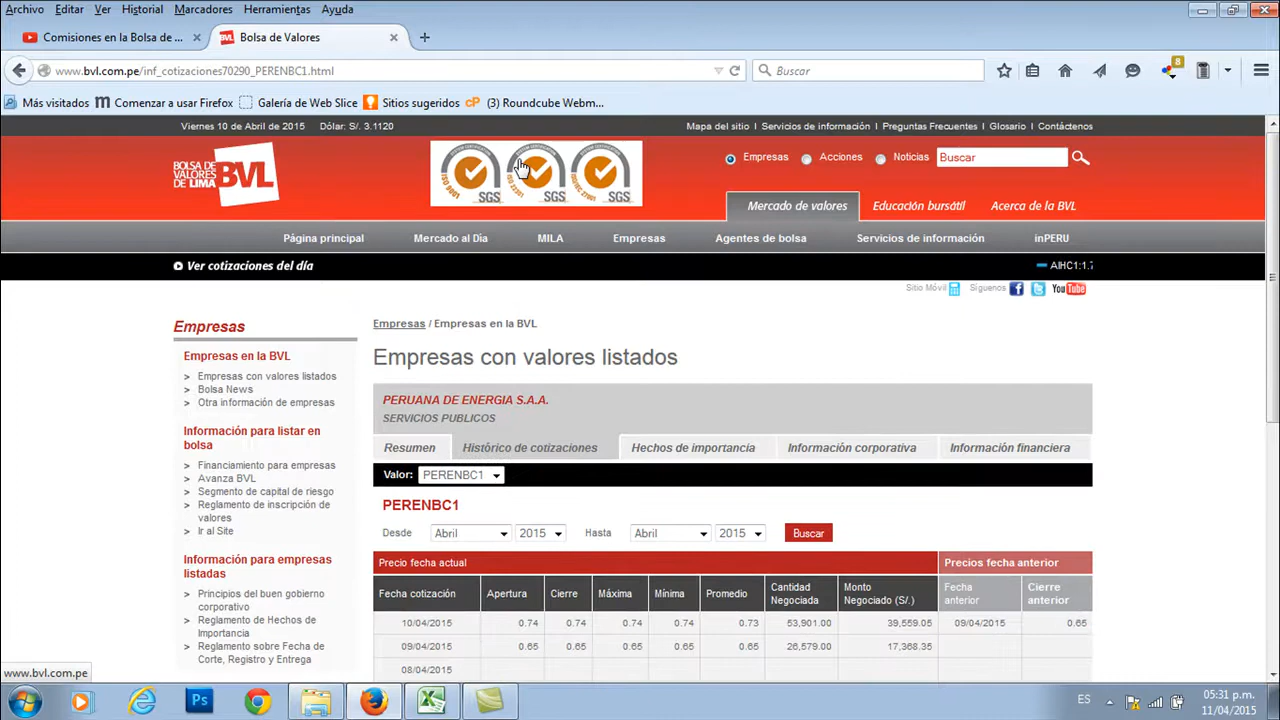 Archivo Editar Ver Historial Marcadores Herramientas Ayuda
Comisiones en la Bolsa de ... × Bolsa de Valores × +
www.bvl.com.pe/inf_cotizaciones70290_PERENBC1.html Buscar 8
Más visitados Comenzar a usar Firefox Galería de Web Slice Sitios sugeridos cP (3) Roundcube Webm...
Viernes 10 de Abril de 2015 Dólar: S/. 3.1120 Mapa del sitio | Servicios de información | Preguntas Frecuentes | Glosario | Contáctenos
BOLSA DE VALORES DE LIMA BVL
ISO 9001 SGS SGS ISO/IEC 27001 SGS
Empresas Acciones Noticias Buscar
Mercado de valores Educación bursátil Acerca de la BVL
Página principal Mercado al Día MILA Empresas Agentes de bolsa Servicios de información inPERU
Ver cotizaciones del día AIHC1:1.7
Sitio Móvil Síguenos You Tube
Empresas
Empresas en la BVL
> Empresas con valores listados
> Bolsa News
> Otra información de empresas
Información para listar en
bolsa
> Financiamiento para empresas
> Avanza BVL
> Segmento de capital de riesgo
> Reglamento de inscripción de
valores
> Ir al Site
Información para empresas
listadas
> Principios del buen gobierno
corporativo
> Reglamento de Hechos de
Importancia
> Reglamento sobre Fecha de
Corte, Registro y Entrega
Empresas / Empresas en la BVL
Empresas con valores listados
PERUANA DE ENERGIA S.A.A.
SERVICIOS PUBLICOS
Resumen Histórico de cotizaciones Hechos de importancia Información corporativa Información financiera
Valor: PERENBC1
PERENBC1
Desde Abril 2015 Hasta Abril 2015 Buscar
Precio fecha actual Precios fecha anterior
Fecha cotización Apertura Cierre Máxima Mínima Promedio Cantidad Negociada Monto Negociado (S/.) Fecha anterior Cierre anterior
10/04/2015 0.74 0.74 0.74 0.74 0.73 53,901.00 39,559.05 09/04/2015 0.65
09/04/2015 0.65 0.65 0.65 0.65 0.65 26,579.00 17,368.35
08/04/2015
www.bvl.com.pe
Ps ES 05:31 p.m.
11/04/2015